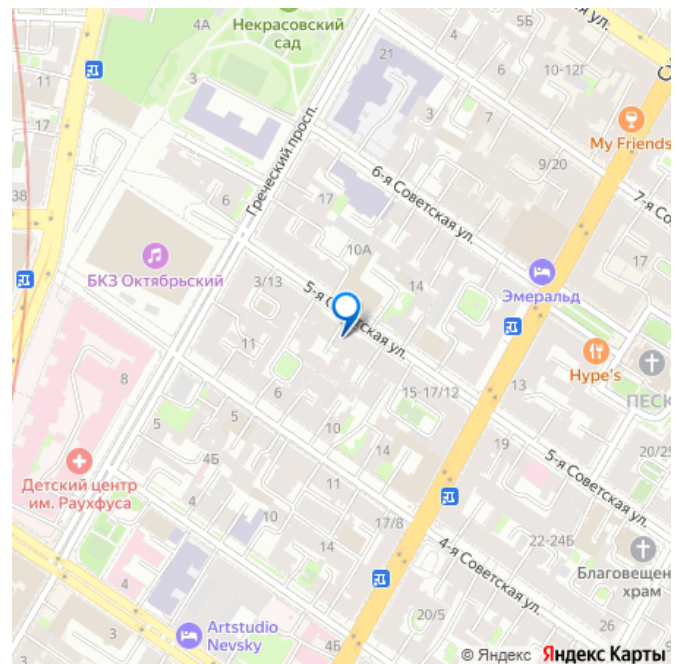 Некрасовский
сад
4А
21
4
5Б
ул.
6
10-12Г
11
3
17
3
7
My Friends
9/20
Греческий просп.
6-я Советская ул.
7-я Со
38
6
17
БКЗ Октябрьский
10А
17
3/13
5-я Советская ул.
14
Эмеральд
Hype's
ПЕСК
8
11
6
15-17/12
13
5
5
10
19
20/25
Детский центр
им. Раухфуса
4Б
5-я Советская ул.
4
11
10
17/8
22-24Б
14
4-я Советская ул.
Благовещен
храм
4
Artstudio
Nevsky
3
3
4Б
20/5
26
© Яндекс Яндекс Карты